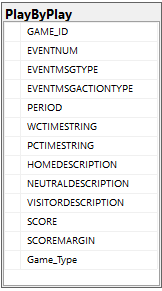 PlayByPlay
GAME_ID
EVENTNUM
EVENTMSGTYPE
EVENTMSGACTIONTYPE
PERIOD
WCTIMESTRING
PCTIMESTRING
HOMEDESCRIPTION
NEUTRALDESCRIPTION
VISITORDESCRIPTION
SCORE
SCOREMARGIN
Game_Type